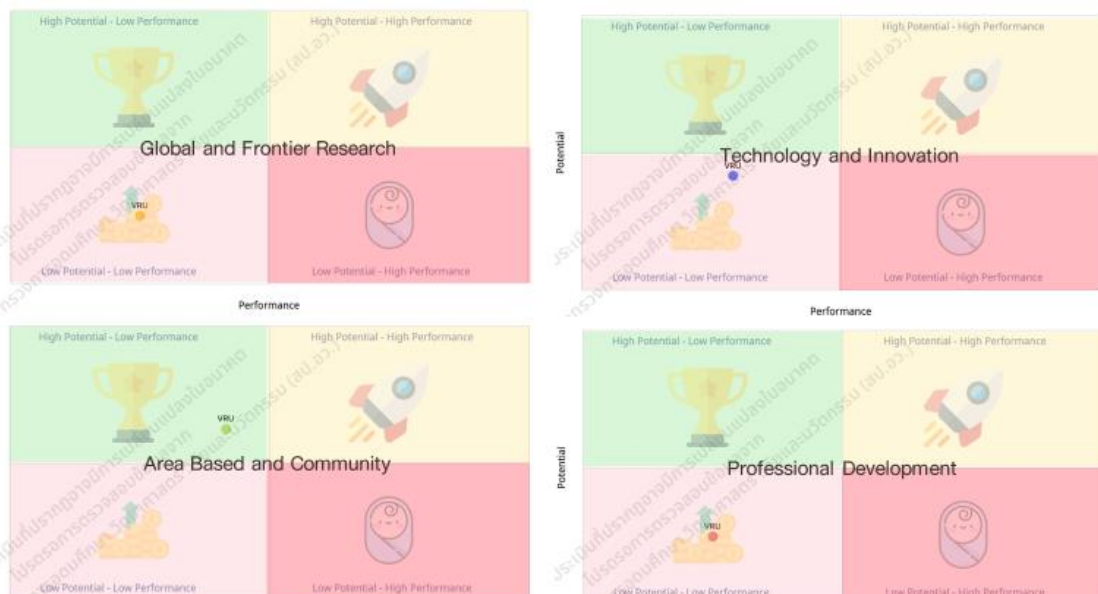 High Potential - Low Performance
High Potential - High Performance
Global and Frontier Research
VRU
Low Potential - Low Performance
Low Potential - High Performance
Performance
High Potential - Low Performance
High Potential - High Performance
Potential
Technology and Innovation
VRU
Low Potential - Low Performance
Low Potential - High Performance
Performance
High Potential - Low Performance
High Potential - High Performance
VRU
Area Based and Community
Low Potential - Low Performance
Low Potential - High Performance
High Potential - Low Performance
High Potential - High Performance
Potential
Professional Development
VRU
Low Potential - Low Performance
Low Potential - High Performance